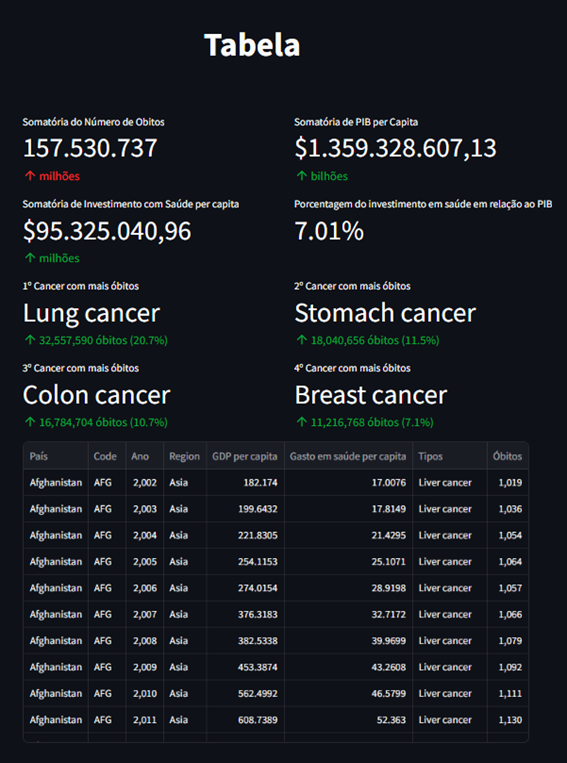 Tabela
Somatória do Número de Obitos
157.530.737
↑ milhões
Somatória de PIB per Capita
$1.359.328.607,13
↑ bilhões
Somatória de Investimento com Saúde per capita
$95.325.040,96
↑ milhões
Porcentagem do investimento em saúde em relação ao PIB
7.01%
1º Cancer com mais óbitos
Lung cancer
↑ 32,557,590 óbitos (20.7%)
2º Cancer com mais óbitos
Stomach cancer
↑ 18,040,656 óbitos (11.5%)
3º Cancer com mais óbitos
Colon cancer
↑ 16,784,704 óbitos (10.7%)
4º Cancer com mais óbitos
Breast cancer
↑ 11,216,768 óbitos (7.1%)
País Code Ano Region GDP per capita Gasto em saúde per capita Tipos Óbitos
Afghanistan AFG 2,002 Asia 182.174 17.0076 Liver cancer 1,019
Afghanistan AFG 2,003 Asia 199.6432 17.8149 Liver cancer 1,036
Afghanistan AFG 2,004 Asia 221.8305 21.4295 Liver cancer 1,054
Afghanistan AFG 2,005 Asia 254.1153 25.1071 Liver cancer 1,064
Afghanistan AFG 2,006 Asia 274.0154 28.9198 Liver cancer 1,057
Afghanistan AFG 2,007 Asia 376.3183 32.7172 Liver cancer 1,066
Afghanistan AFG 2,008 Asia 382.5338 39.9699 Liver cancer 1,079
Afghanistan AFG 2,009 Asia 453.3874 43.2608 Liver cancer 1,092
Afghanistan AFG 2,010 Asia 562.4992 46.5799 Liver cancer 1,111
Afghanistan AFG 2,011 Asia 608.7389 52.363 Liver cancer 1,130